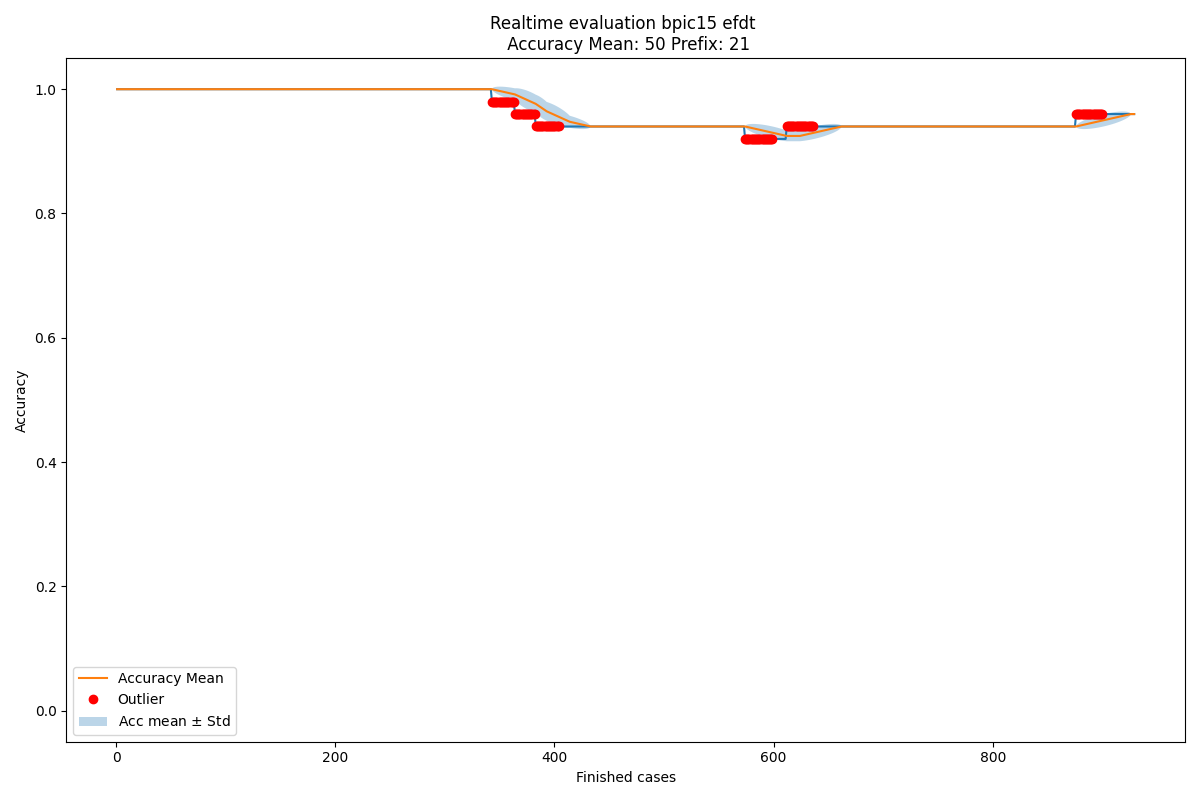 Realtime evaluation bpic15 efdt
Accuracy Mean: 50 Prefix: 21
1.0
0.8
0.6
0.4
0.2
0.0
Accuracy
Accuracy Mean
Outlier
Acc mean ± Std
0
200
400
600
800
Finished cases